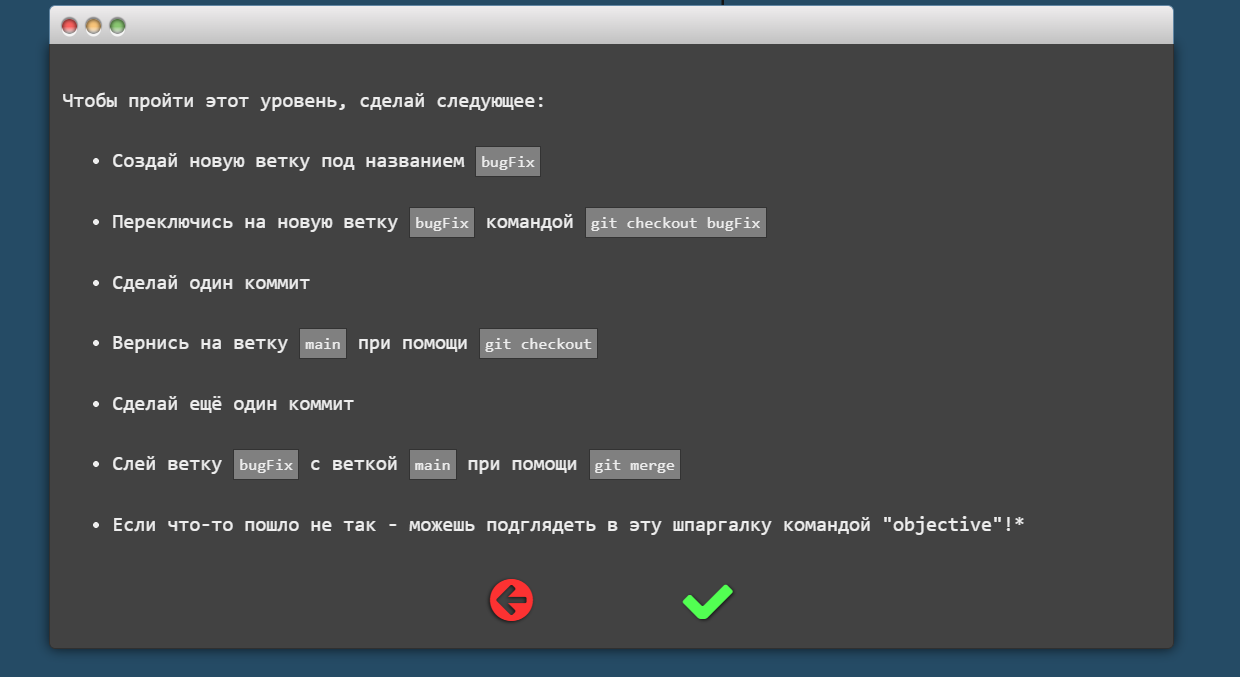 Чтобы пройти этот уровень, сделай следующее:
• Создай новую ветку под названием bugFix
• Переключись на новую ветку bugFix командой git checkout bugFix
• Сделай один коммит
• Вернись на ветку main при помощи git checkout
• Сделай ещё один коммит
• Слей ветку bugFix с веткой main при помощи git merge
• Если что-то пошло не так - можешь подглядеть в эту шпаргалку командой "objective"!*